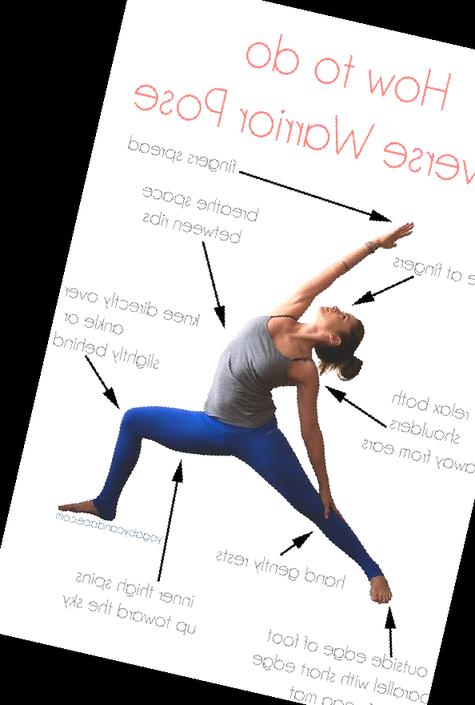 How to do
verse Warrior Pose
fingers spread
breathe space
between ribs
at fingers
knee directly over
ankle or
slightly behind
relax both
shoulders
away from ears
yogabycandace.com
hand gently rests
inner thigh spins
up toward the sky
outside edge of foot
parallel with short edge
mat